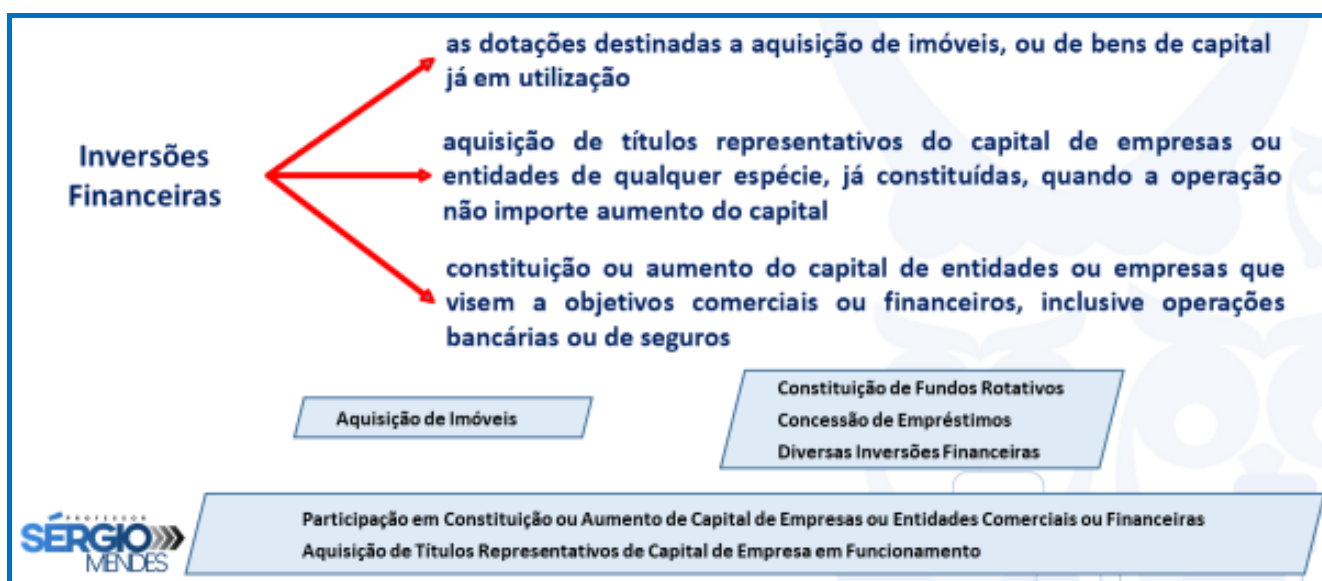 as dotações destinadas a aquisição de imóveis, ou de bens de capital
já em utilização
Inversões
Financeiras
aquisição de títulos representativos do capital de empresas ou
entidades de qualquer espécie, já constituídas, quando a operação
não importe aumento do capital
constituição ou aumento do capital de entidades ou empresas que
visem a objetivos comerciais ou financeiros, inclusive operações
bancárias ou de seguros
Aquisição de Imóveis
Constituição de Fundos Rotativos
Concessão de Empréstimos
Diversas Inversões Financeiras
PROFESSOR
SÉRGIO
MENDES
Participação em Constituição ou Aumento de Capital de Empresas ou Entidades Comerciais ou Financeiras
Aquisição de Títulos Representativos de Capital de Empresa em Funcionamento